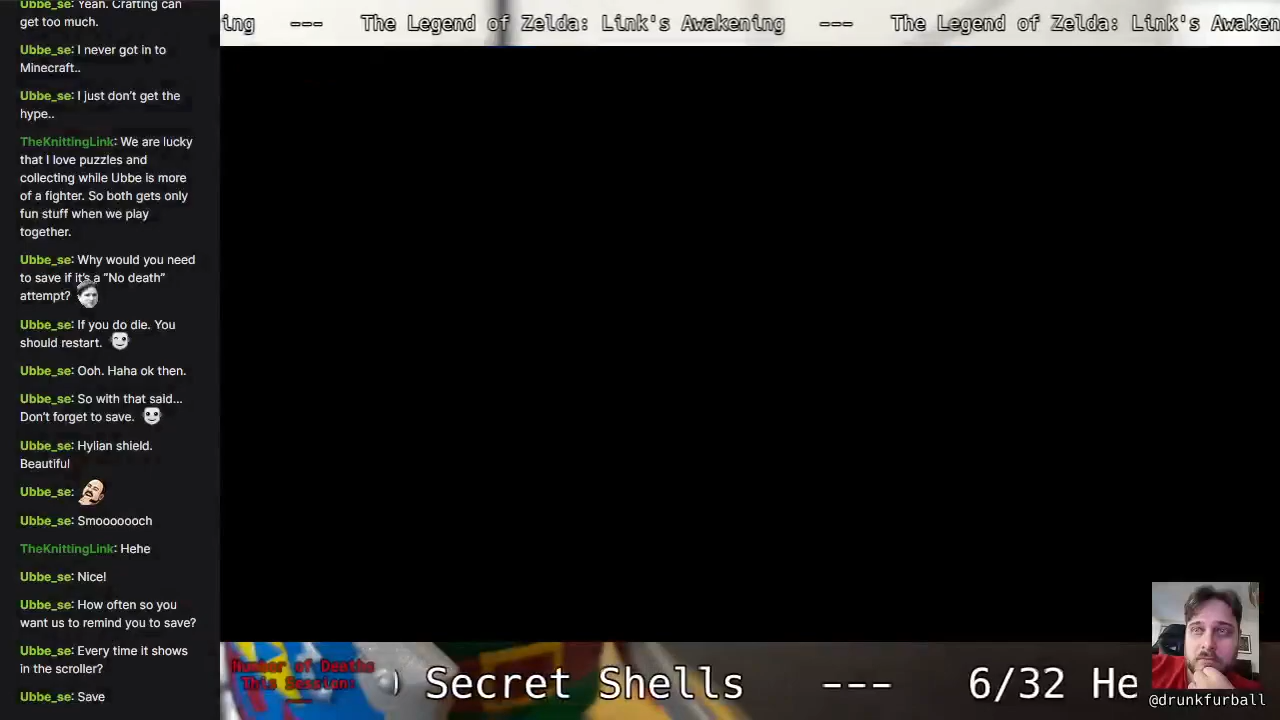 Ubbe_se: Yeah. Crafting can
get too much.
Ubbe_se: I never got in to
Minecraft..
Ubbe_se: I just don't get the
hype..
TheKnittingLink: We are lucky
that I love puzzles and
collecting while Ubbe is more
of a fighter. So both gets only
fun stuff when we play
together.
Ubbe_se: Why would you need
to save if it's a "No death"
attempt?
Ubbe_se: If you do die. You
should restart.
Ubbe_se: Ooh. Haha ok then.
Ubbe_se: So with that said...
Don't forget to save.
Ubbe_se: Hylian shield.
Beautiful
Ubbe_se:
Ubbe_se: Smooooooch
TheKnittingLink: Hehe
Ubbe_se: Nice!
Ubbe_se: How often so you
want us to remind you to save?
Ubbe_se: Every time it shows
in the scroller?
Ubbe_se: Save
ing --- The Legend of Zelda: Link's Awakening --- The Legend of Zelda: Link's Awaken
Number of Deaths
This Session:
) Secret Shells --- 6/32 He
@drunkfurball